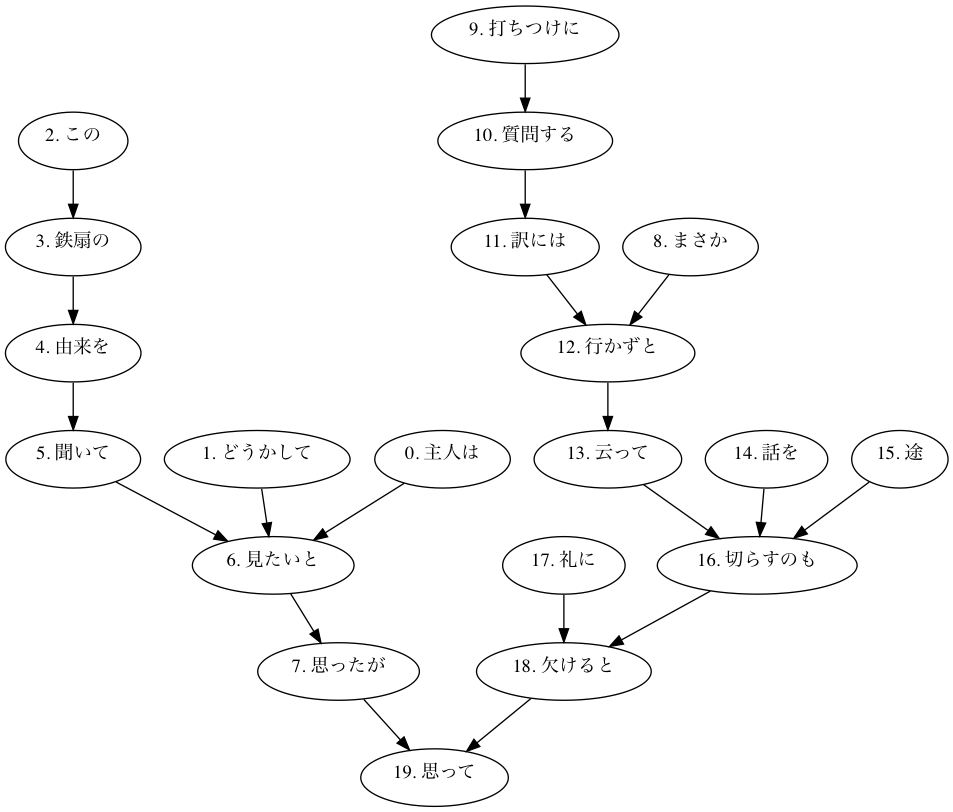 9. 打ちつけに
2. この
10. 質問する
3. 鉄扇の
11. 訳には
8. まさか
4. 由来を
12. 行かずと
5. 聞いて
1. どうかして
0. 主人は
13. 云って
14. 話を
15. 途
6. 見たいと
17. 礼に
16. 切らすのも
7. 思ったが
18. 欠けると
19. 思って